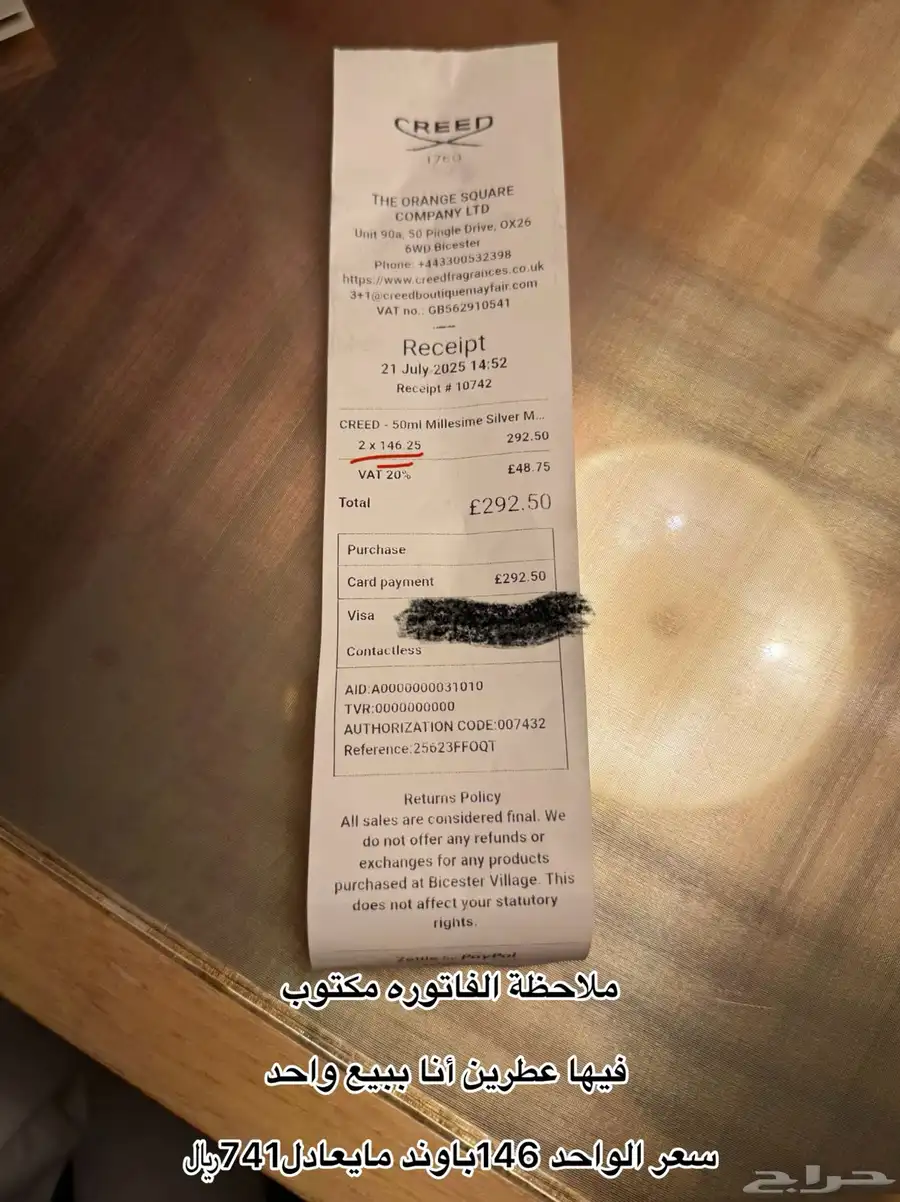 CREED
1760
THE ORANGE SQUARE
COMPANY LTD
Unit 90a, 50 Pingle Drive, OX26
6WD Bicester
Phone: +443300532398
https://www.creedfragrances.co.uk
3+1@creedboutiquemayfair.com
VAT no.: GB562910541
Receipt
21 July 2025 14:52
Receipt # 10742
CREED - 50ml Millesime Silver M...
2 x 146.25 292.50
VAT 20% £48.75
Total £292.50
Purchase
Card payment £292.50
Visa
Contactless
AID:A0000000031010
TVR:0000000000
AUTHORIZATION CODE:007432
Reference:25623FFOQT
Returns Policy
All sales are considered final. We
do not offer any refunds or
exchanges for any products
purchased at Bicester Village. This
does not affect your statutory
rights.
Zettle by PayPal
ملاحظة الفاتوره مكتوب
فيها عطرين أنا ببيع واحد
سعر الواحد 146باوند مايعادل741ريال
حراج